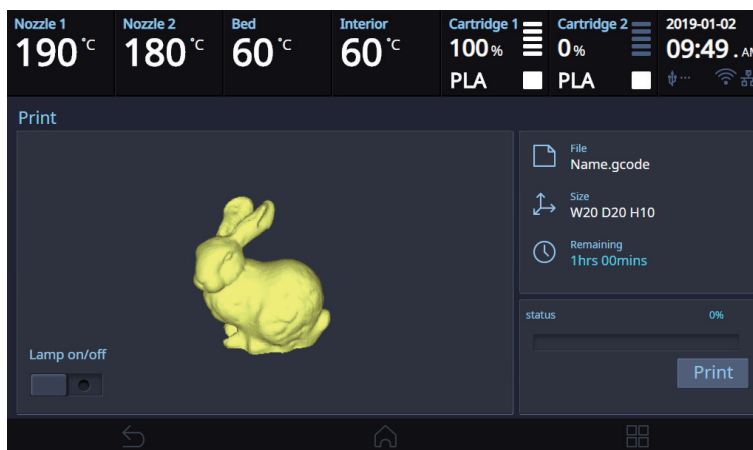 Nozzle 1
190 °C
Nozzle 2
180 °C
Bed
60 °C
Interior
60 °C
Cartridge 1
100 %
PLA
Cartridge 2
0 %
PLA
2019-01-02
09:49 . AM
Print
File
Name.gcode
Size
W20 D20 H10
Remaining
1hrs 00mins
status 0%
Lamp on/off
Print